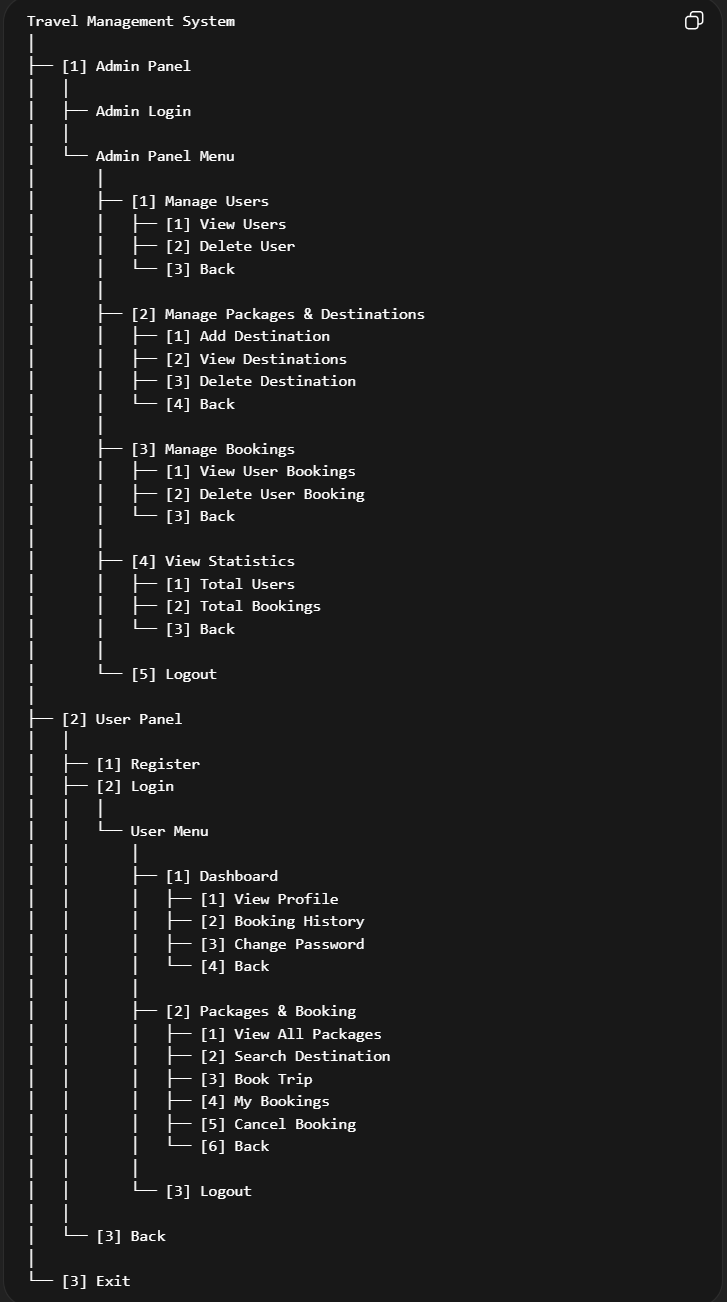 Travel Management System
│
├── [1] Admin Panel
│   │
│   ├── Admin Login
│   │
│   └── Admin Panel Menu
│       │
│       ├── [1] Manage Users
│       │   ├── [1] View Users
│       │   ├── [2] Delete User
│       │   └── [3] Back
│       │
│       ├── [2] Manage Packages & Destinations
│       │   ├── [1] Add Destination
│       │   ├── [2] View Destinations
│       │   ├── [3] Delete Destination
│       │   └── [4] Back
│       │
│       ├── [3] Manage Bookings
│       │   ├── [1] View User Bookings
│       │   ├── [2] Delete User Booking
│       │   └── [3] Back
│       │
│       ├── [4] View Statistics
│       │   ├── [1] Total Users
│       │   ├── [2] Total Bookings
│       │   └── [3] Back
│       │
│       └── [5] Logout
│
├── [2] User Panel
│   │
│   ├── [1] Register
│   ├── [2] Login
│   │   │
│   │   └── User Menu
│   │       │
│   │       ├── [1] Dashboard
│   │       │   ├── [1] View Profile
│   │       │   ├── [2] Booking History
│   │       │   ├── [3] Change Password
│   │       │   └── [4] Back
│   │       │
│   │       ├── [2] Packages & Booking
│   │       │   ├── [1] View All Packages
│   │       │   ├── [2] Search Destination
│   │       │   ├── [3] Book Trip
│   │       │   ├── [4] My Bookings
│   │       │   ├── [5] Cancel Booking
│   │       │   └── [6] Back
│   │       │
│   │       └── [3] Logout
│   │
│   └── [3] Back
│
└── [3] Exit